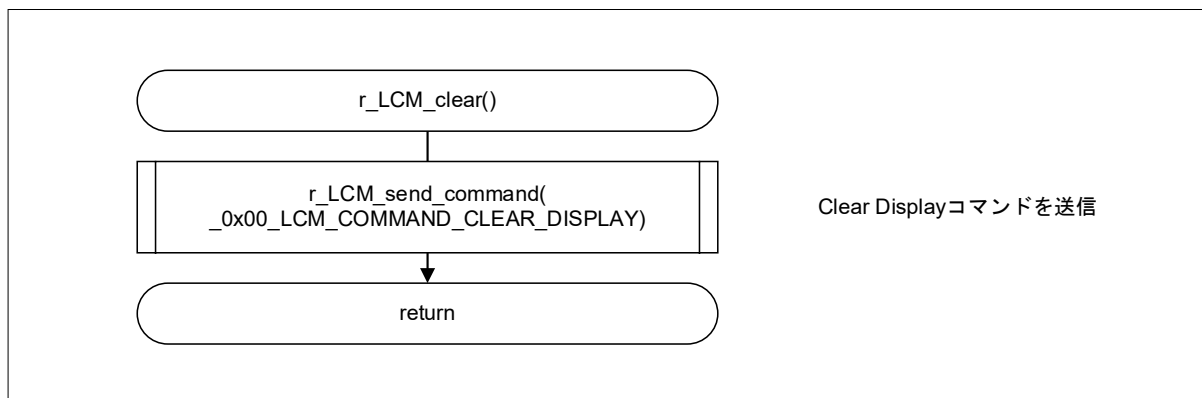 r_LCM_clear()
r_LCM_send_command(
_0x00_LCM_COMMAND_CLEAR_DISPLAY)
Clear Displayコマンドを送信
return